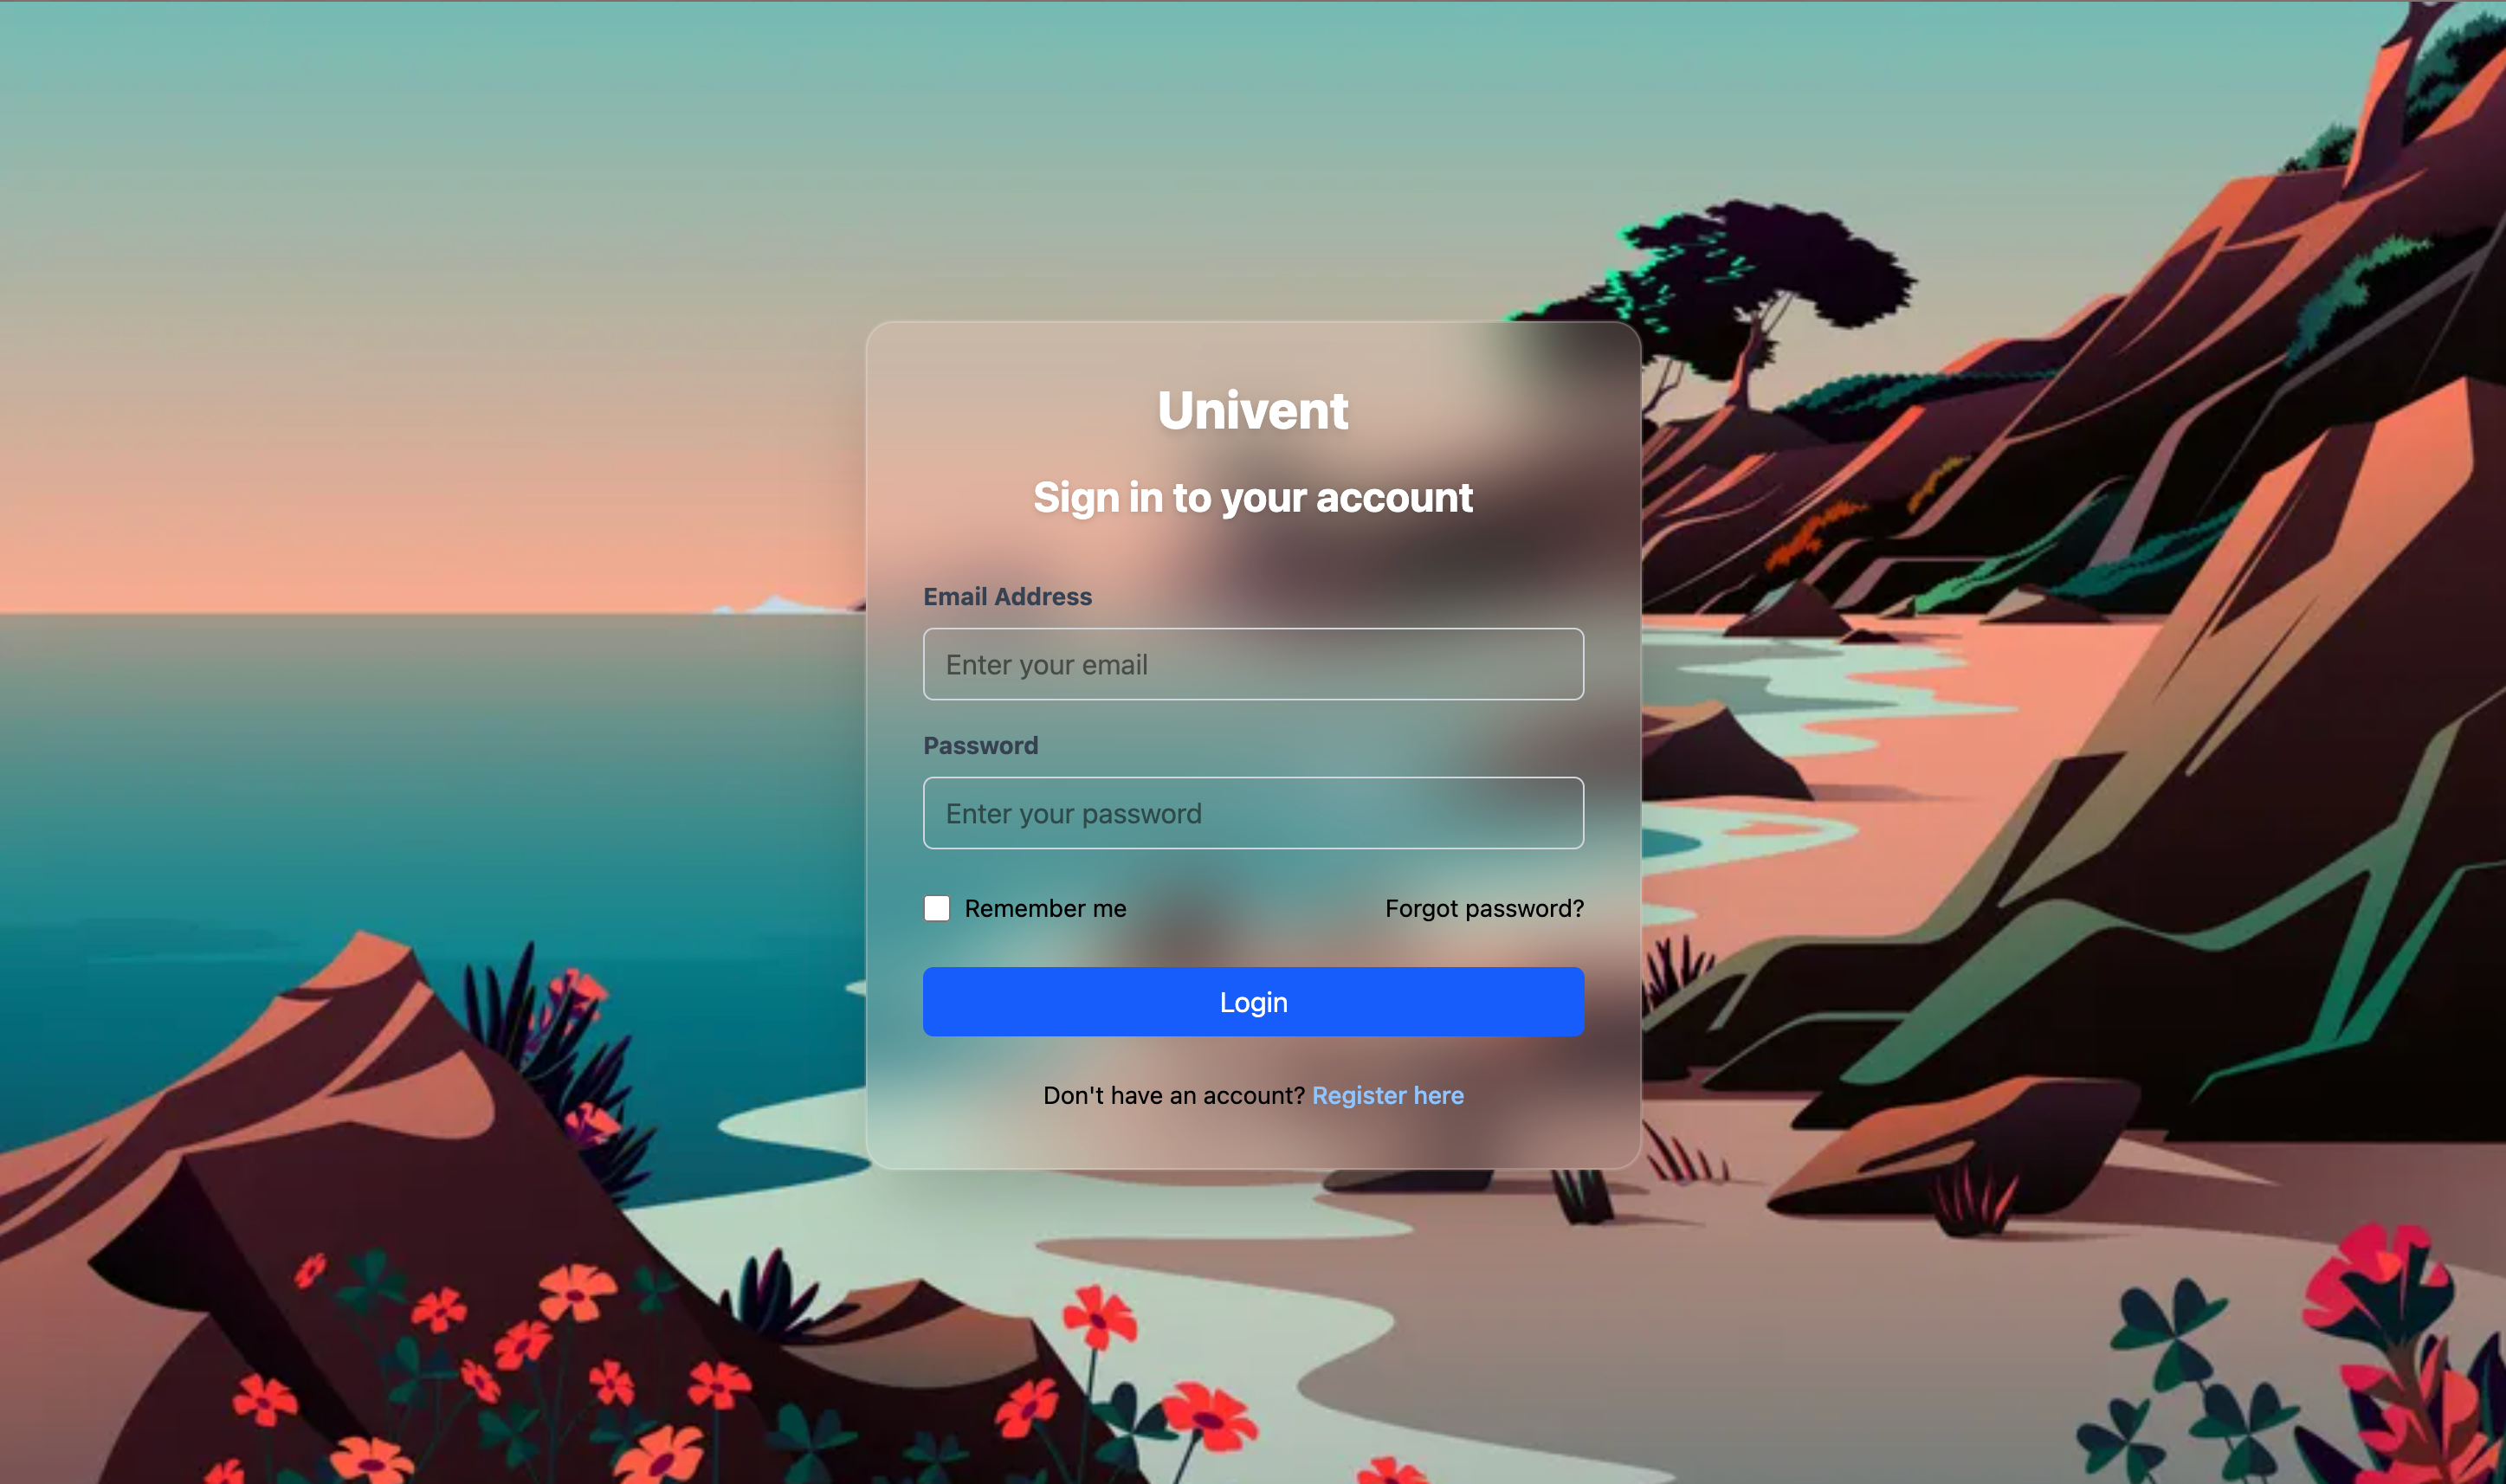 Univent
Sign in to your account
Email Address
Enter your email
Password
Enter your password
Remember me
Forgot password?
Login
Don't have an account? Register here